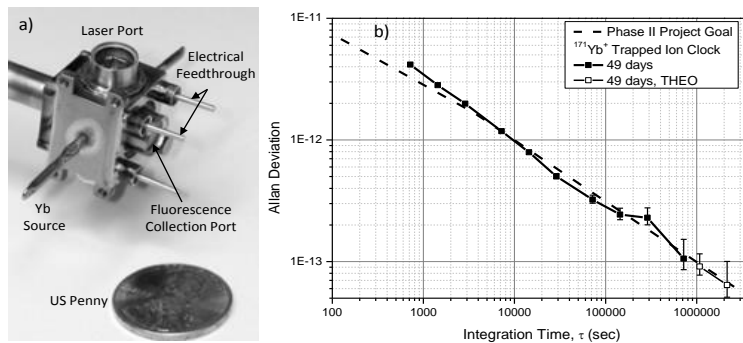 a)
Laser Port
Electrical
Feedthrough
Yb
Source
Fluorescence
Collection Port
US Penny
b)
Phase II Project Goal
¹⁷¹Yb⁺ Trapped Ion Clock
49 days
49 days, THEO
1E-11
1E-12
1E-13
Allan Deviation
100 1000 10000 100000 1000000
Integration Time, τ (sec)